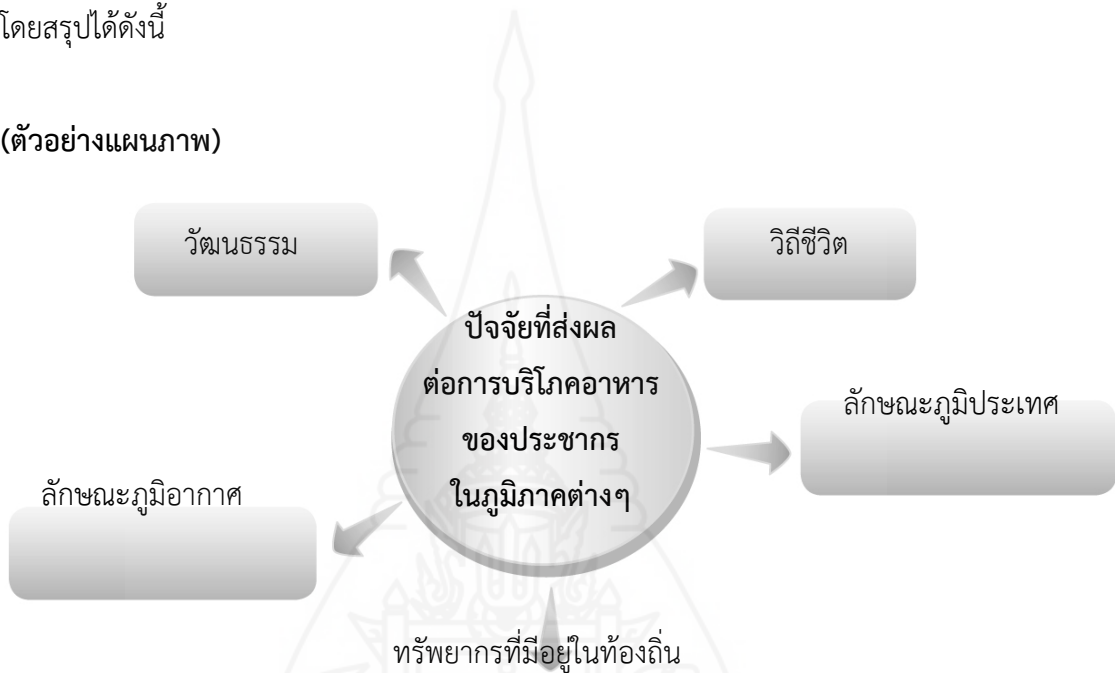 โดยสรุปได้ดังนี้
(ตัวอย่างแผนภาพ)
วัฒนธรรม
วิถีชีวิต
ปัจจัยที่ส่งผล
ต่อการบริโภคอาหาร
ของประชากร
ในภูมิภาคต่างๆ
ลักษณะภูมิประเทศ
ลักษณะภูมิอากาศ
ทรัพยากรที่มีอยู่ในท้องถิ่น